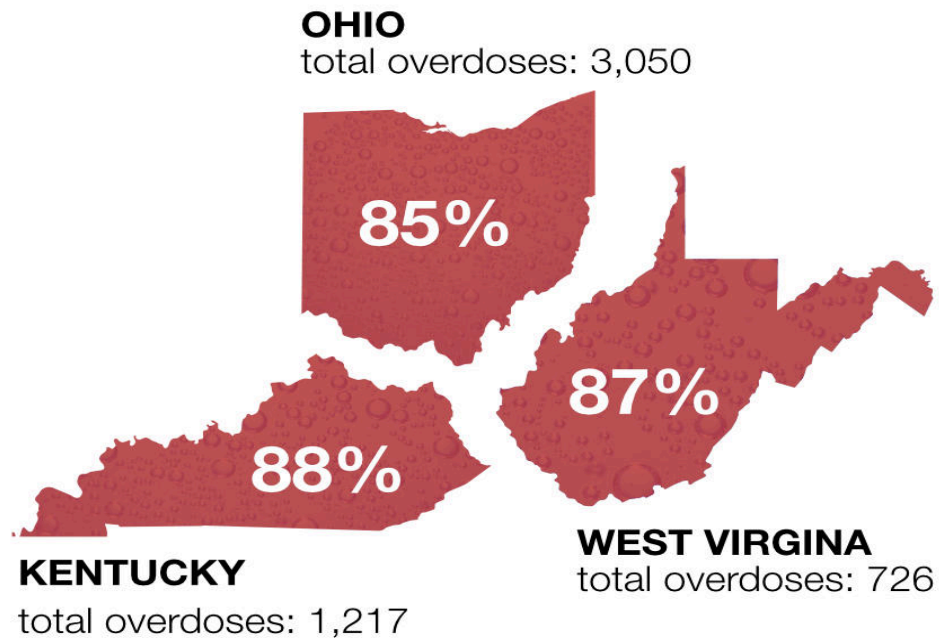 OHIO
total overdoses: 3,050
85%
87%
88%
WEST VIRGINA
total overdoses: 726
KENTUCKY
total overdoses: 1,217